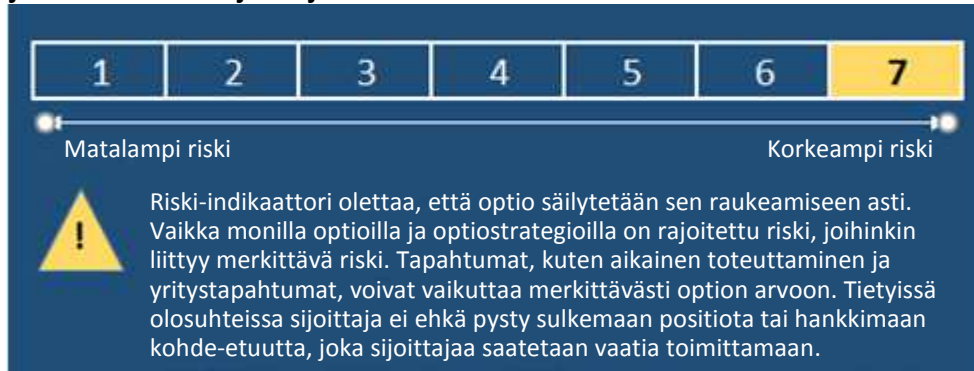 1 2 3 4 5 6 7
Matalampi riski Korkeampi riski
Riski-indikaattori olettaa, että optio säilytetään sen raukeamiseen asti.
Vaikka monilla optioilla ja optiostrategioilla on rajoitettu riski, joihinkin
liittyy merkittävä riski. Tapahtumat, kuten aikainen toteuttaminen ja
yritystapahtumat, voivat vaikuttaa merkittävästi option arvoon. Tietyissä
olosuhteissa sijoittaja ei ehkä pysty sulkemaan positiota tai hankkimaan
kohde-etuutta, joka sijoittajaa saatetaan vaatia toimittamaan.